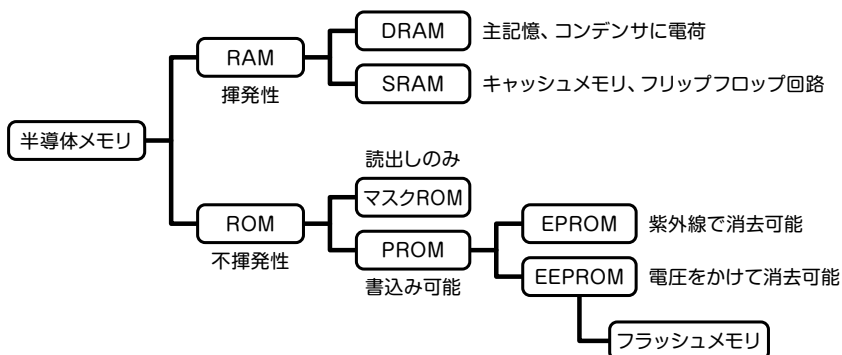 DRAM 主記憶、コンデンサに電荷
RAM
SRAM キャッシュメモリ、フリップフロップ回路
揮発性
半導体メモリ
読出しのみ
マスクROM
ROM
EPROM 紫外線で消去可能
PROM
不揮発性
書込み可能
EEPROM 電圧をかけて消去可能
フラッシュメモリ